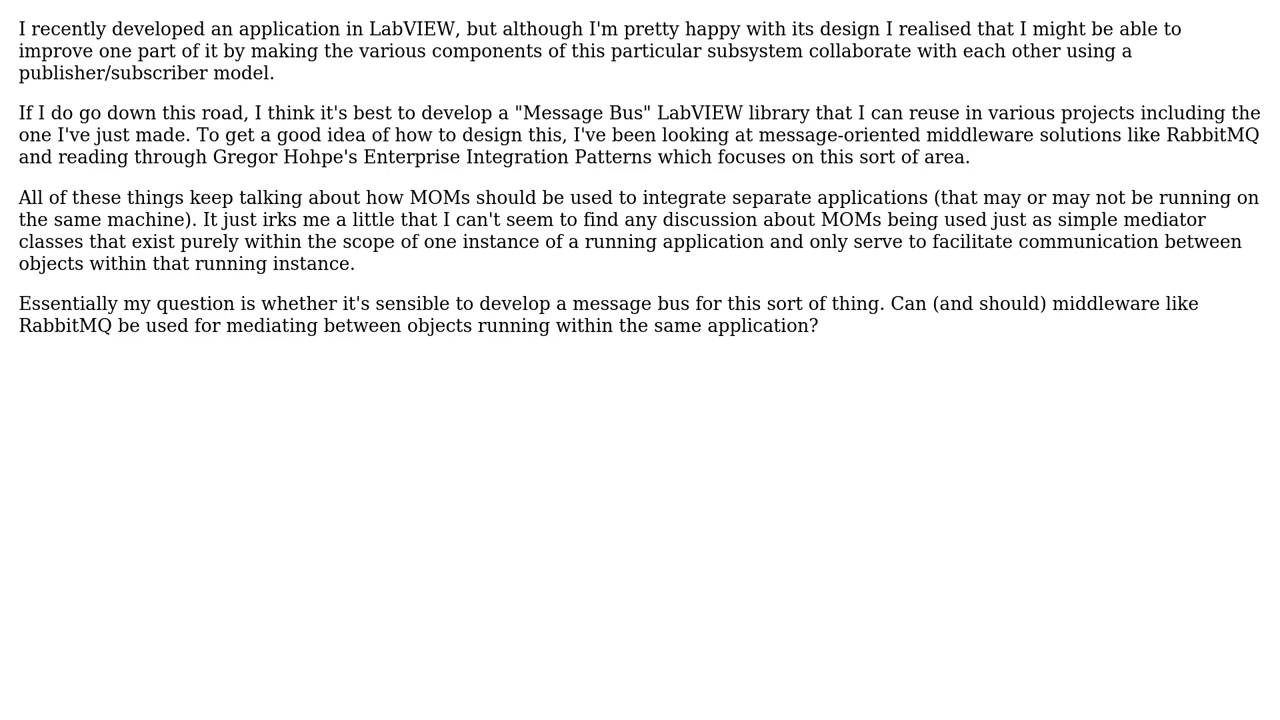 I recently developed an application in LabVIEW, but although I'm pretty happy with its design I realised that I might be able to
improve one part of it by making the various components of this particular subsystem collaborate with each other using a
publisher/subscriber model.
If I do go down this road, I think it's best to develop a "Message Bus" LabVIEW library that I can reuse in various projects including the
one I've just made. To get a good idea of how to design this, I've been looking at message-oriented middleware solutions like RabbitMQ
and reading through Gregor Hohpe's Enterprise Integration Patterns which focuses on this sort of area.
All of these things keep talking about how MOMs should be used to integrate separate applications (that may or may not be running on
the same machine). It just irks me a little that I can't seem to find any discussion about MOMs being used just as simple mediator
classes that exist purely within the scope of one instance of a running application and only serve to facilitate communication between
objects within that running instance.
Essentially my question is whether it's sensible to develop a message bus for this sort of thing. Can (and should) middleware like
RabbitMQ be used for mediating between objects running within the same application?